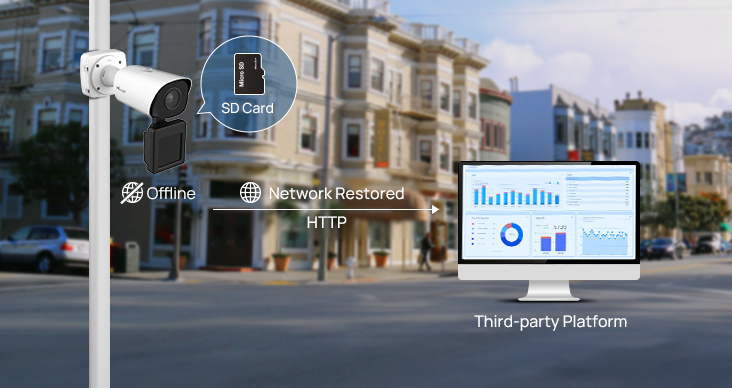 Micro SD
SD Card
Offline
Network Restored
HTTP
Third-party Platform